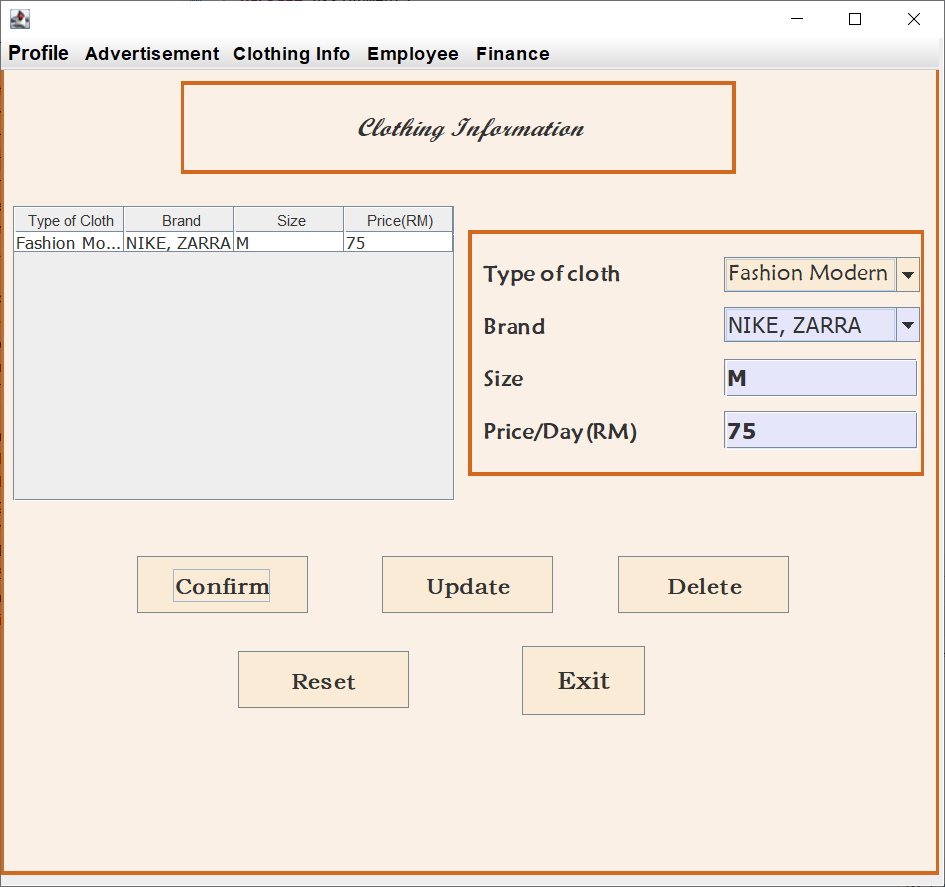 Profile Advertisement Clothing Info Employee Finance
Clothing Information
Type of Cloth Brand Size Price(RM)
Fashion Mo... NIKE, ZARRA M 75
Type of cloth Fashion Modern
Brand NIKE, ZARRA
Size M
Price/Day(RM) 75
Confirm Update Delete
Reset Exit